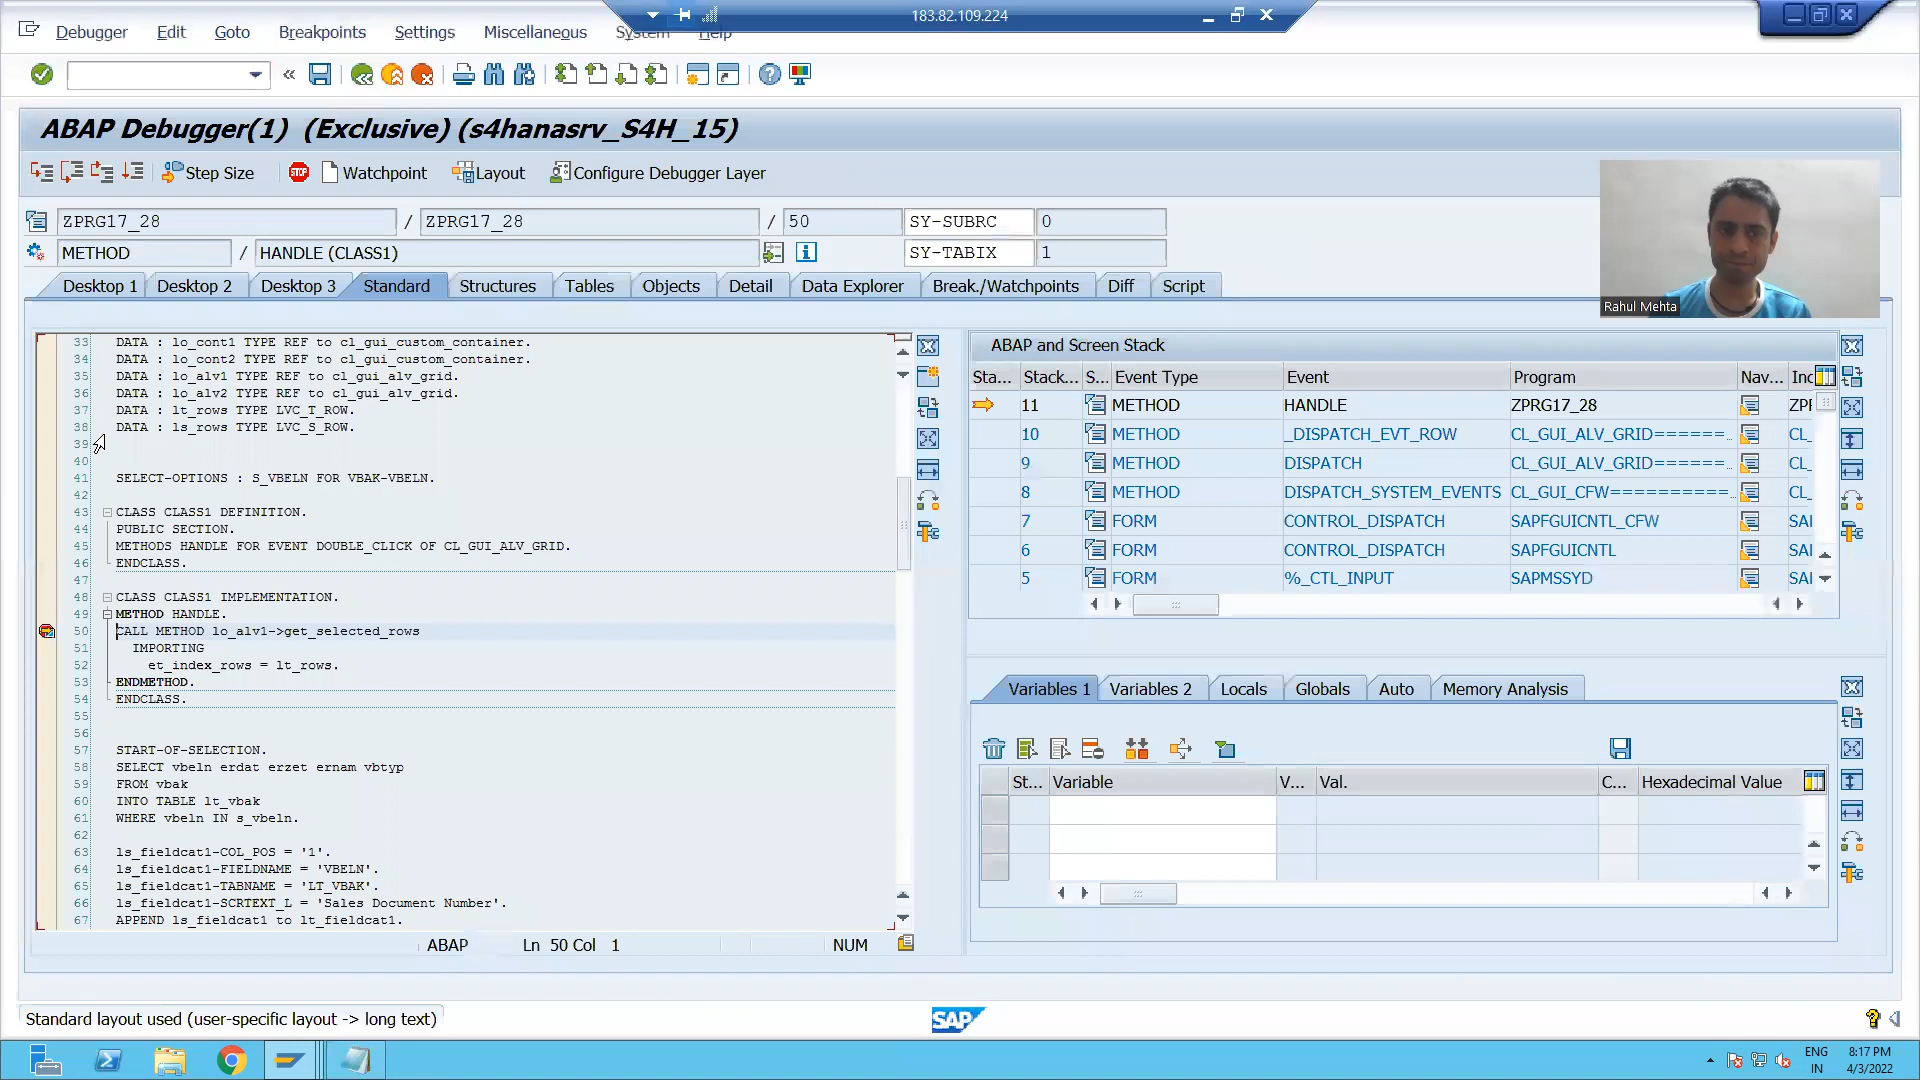 183.82.109.224
Debugger Edit Goto Breakpoints Settings Miscellaneous System Help
ABAP Debugger(1) (Exclusive) (s4hanasrv_S4H_15)
Step Size STOP Watchpoint Layout Configure Debugger Layer
ZPRG17_28 / ZPRG17_28 / 50 SY-SUBRC 0
METHOD / HANDLE (CLASS1) SY-TABIX 1
Rahul Mehta
Desktop 1 Desktop 2 Desktop 3 Standard Structures Tables Objects Detail Data Explorer Break./Watchpoints Diff Script
33 DATA : lo_cont1 TYPE REF to cl_gui_custom_container.
34 DATA : lo_cont2 TYPE REF to cl_gui_custom_container.
35 DATA : lo_alv1 TYPE REF to cl_gui_alv_grid.
36 DATA : lo_alv2 TYPE REF to cl_gui_alv_grid.
37 DATA : lt_rows TYPE LVC_T_ROW.
38 DATA : ls_rows TYPE LVC_S_ROW.
39
40
41 SELECT-OPTIONS : S_VBELN FOR VBAK-VBELN.
42
43 CLASS CLASS1 DEFINITION.
44 PUBLIC SECTION.
45 METHODS HANDLE FOR EVENT DOUBLE_CLICK OF CL_GUI_ALV_GRID.
46 ENDCLASS.
47
48 CLASS CLASS1 IMPLEMENTATION.
49 METHOD HANDLE.
50 CALL METHOD lo_alv1->get_selected_rows
51 IMPORTING
52 et_index_rows = lt_rows.
53 ENDMETHOD.
54 ENDCLASS.
55
56
57 START-OF-SELECTION.
58 SELECT vbeln erdat erzet ernam vbtyp
59 FROM vbak
60 INTO TABLE lt_vbak
61 WHERE vbeln IN s_vbeln.
62
63 ls_fieldcat1-COL_POS = '1'.
64 ls_fieldcat1-FIELDNAME = 'VBELN'.
65 ls_fieldcat1-TABNAME = 'LT_VBAK'.
66 ls_fieldcat1-SCRTEXT_L = 'Sales Document Number'.
67 APPEND ls_fieldcat1 to lt_fieldcat1.
ABAP Ln 50 Col 1 NUM
ABAP and Screen Stack
Sta... Stack... S... Event Type Event Program Nav... Inc
11 METHOD HANDLE ZPRG17_28 ZPF
10 METHOD _DISPATCH_EVT_ROW CL_GUI_ALV_GRID======... CL_
9 METHOD DISPATCH CL_GUI_ALV_GRID======... CL_
8 METHOD DISPATCH_SYSTEM_EVENTS CL_GUI_CFW==========... CL_
7 FORM CONTROL_DISPATCH SAPFGUICNTL_CFW SAI
6 FORM CONTROL_DISPATCH SAPFGUICNTL SAI
5 FORM %_CTL_INPUT SAPMSSYD SAI
Variables 1 Variables 2 Locals Globals Auto Memory Analysis
St... Variable V... Val. C... Hexadecimal Value
Standard layout used (user-specific layout -> long text)
SAP
ENG 8:17 PM
IN 4/3/2022